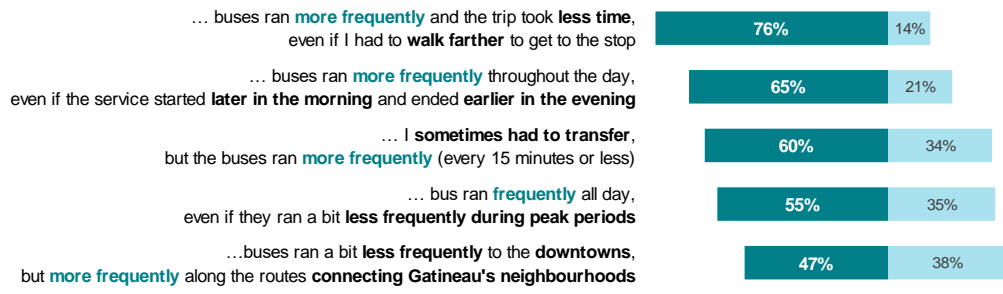 … buses ran more frequently and the trip took less time,
even if I had to walk farther to get to the stop
76%
14%
… buses ran more frequently throughout the day,
even if the service started later in the morning and ended earlier in the evening
65%
21%
… I sometimes had to transfer,
but the buses ran more frequently (every 15 minutes or less)
60%
34%
… bus ran frequently all day,
even if they ran a bit less frequently during peak periods
55%
35%
…buses ran a bit less frequently to the downtowns,
but more frequently along the routes connecting Gatineau's neighbourhoods
47%
38%